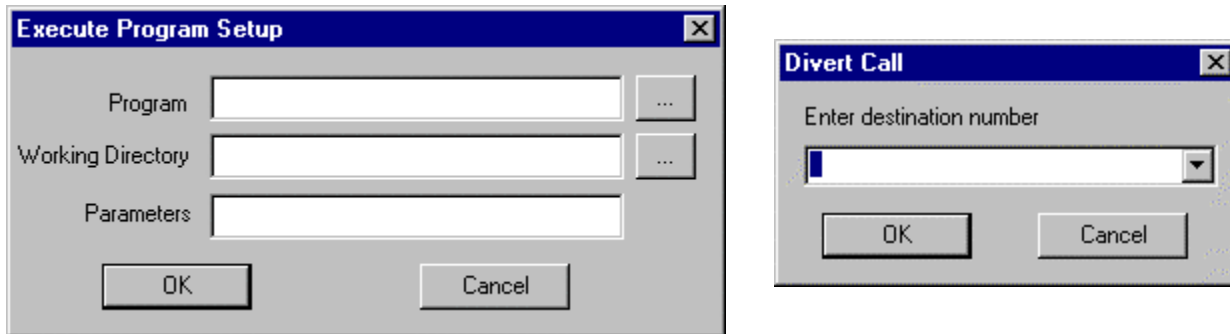 Execute Program Setup
Program
...
Working Directory
...
Parameters
OK
Cancel
Divert Call
Enter destination number
OK
Cancel